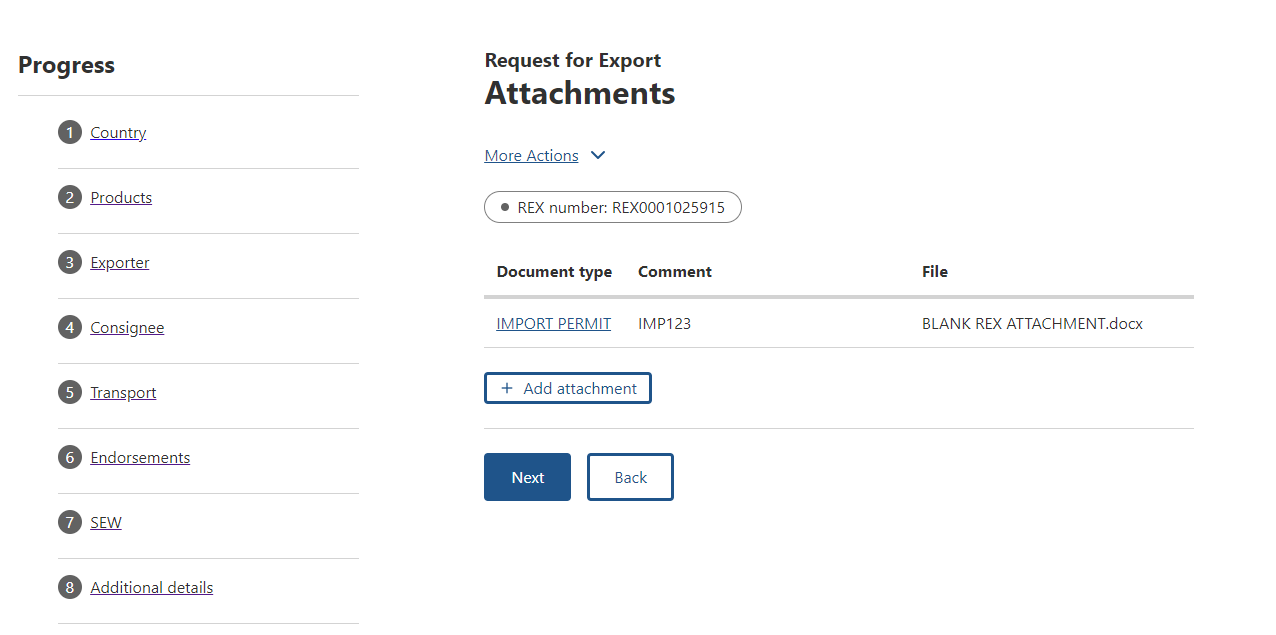 Progress
1 Country
2 Products
3 Exporter
4 Consignee
5 Transport
6 Endorsements
7 SEW
8 Additional details
Request for Export
Attachments
More Actions
REX number: REX0001025915
Document type Comment File
IMPORT PERMIT IMP123 BLANK REX ATTACHMENT.docx
+ Add attachment
Next Back